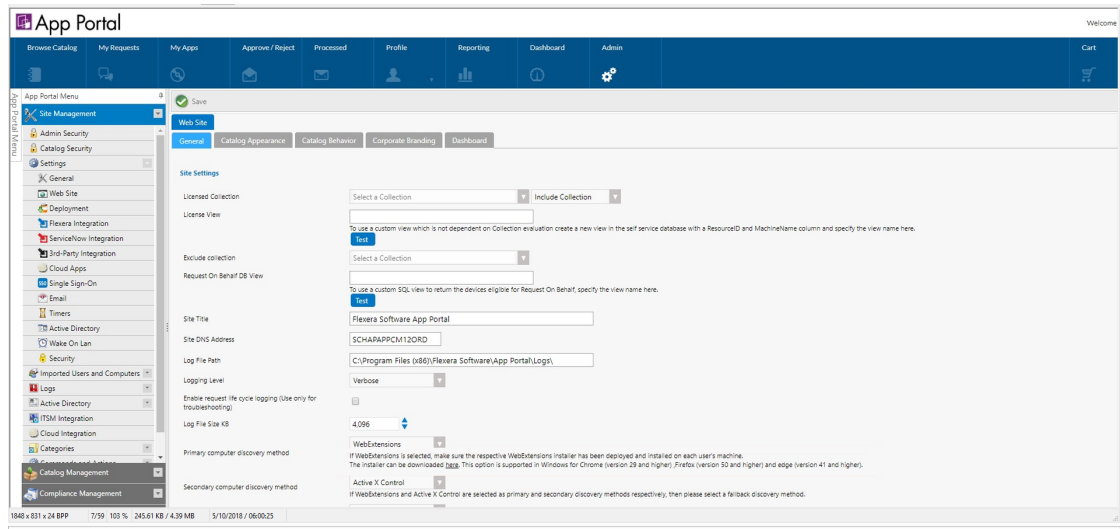 App Portal
Welcome
Browse Catalog My Requests My Apps Approve / Reject Processed Profile Reporting Dashboard Admin Cart
App Portal Menu
App Portal Menu
Save
Site Management
Web Site
Admin Security
General Catalog Appearance Catalog Behavior Corporate Branding Dashboard
Catalog Security
Settings
General
Web Site
Deployment
Flexera Integration
ServiceNow Integration
3rd-Party Integration
Cloud Apps
Single Sign-On
Email
Timers
Active Directory
Wake On Lan
Security
Imported Users and Computers
Logs
Active Directory
ITSM Integration
Cloud Integration
Categories
Catalog Management
Compliance Management
Site Settings
Licensed Collection Select a Collection Include Collection
License View
To use a custom view which is not dependent on Collection evaluation create a new view in the self service database with a ResourceID and MachineName column and specify the view name here.
Test
Exclude collection Select a Collection
Request On Behalf DB View
To use a custom SQL view to return the devices eligible for Request On Behalf, specify the view name here.
Test
Site Title Flexera Software App Portal
Site DNS Address SCHAPAPPCM12ORD
Log File Path C:\Program Files (x86)\Flexera Software\App Portal\Logs\
Logging Level Verbose
Enable request life cycle logging (Use only for
troubleshooting)
Log File Size KB 4,096
WebExtensions
Primary computer discovery method
If WebExtensions is selected, make sure the respective WebExtensions installer has been deployed and installed on each user's machine.
The installer can be downloaded here. This option is supported in Windows for Chrome (version 29 and higher) ,Firefox (version 50 and higher) and edge (version 41 and higher).
Active X Control
Secondary computer discovery method
If WebExtensions and Active X Control are selected as primary and secondary discovery methods respectively, then please select a fallback discovery method.
1848 x 831 x 24 BPP 7/59 103 % 245.61 KB / 4.39 MB 5/10/2018 / 06:00:25